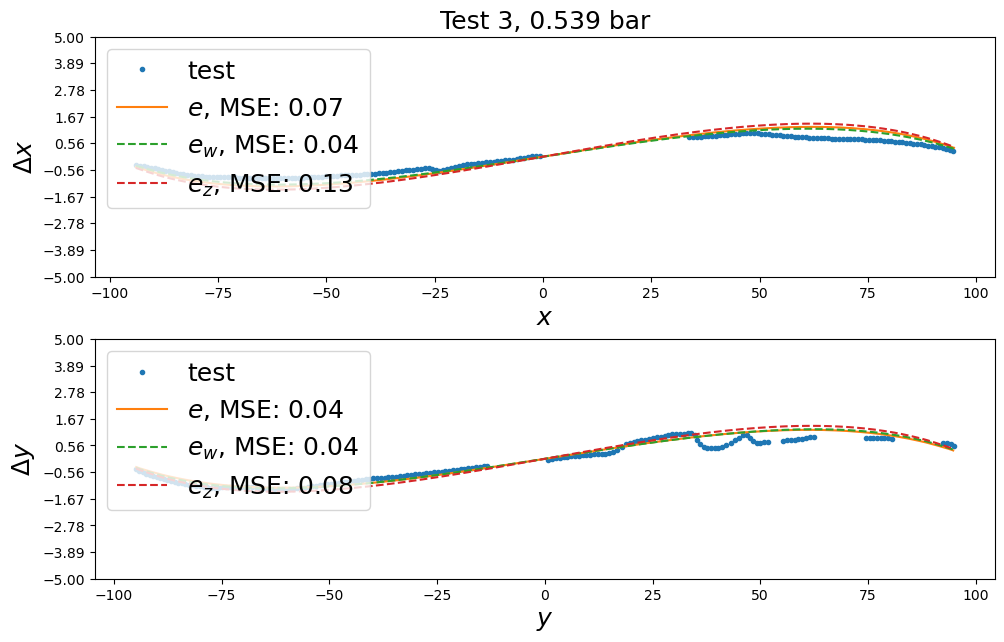 Test 3, 0.539 bar
5.00
3.89
2.78
1.67
0.56
−0.56
−1.67
−2.78
−3.89
−5.00
Δx
test
e, MSE: 0.07
e_w, MSE: 0.04
e_z, MSE: 0.13
−100 −75 −50 −25 0 25 50 75 100
x
5.00
3.89
2.78
1.67
0.56
−0.56
−1.67
−2.78
−3.89
−5.00
Δy
test
e, MSE: 0.04
e_w, MSE: 0.04
e_z, MSE: 0.08
−100 −75 −50 −25 0 25 50 75 100
y